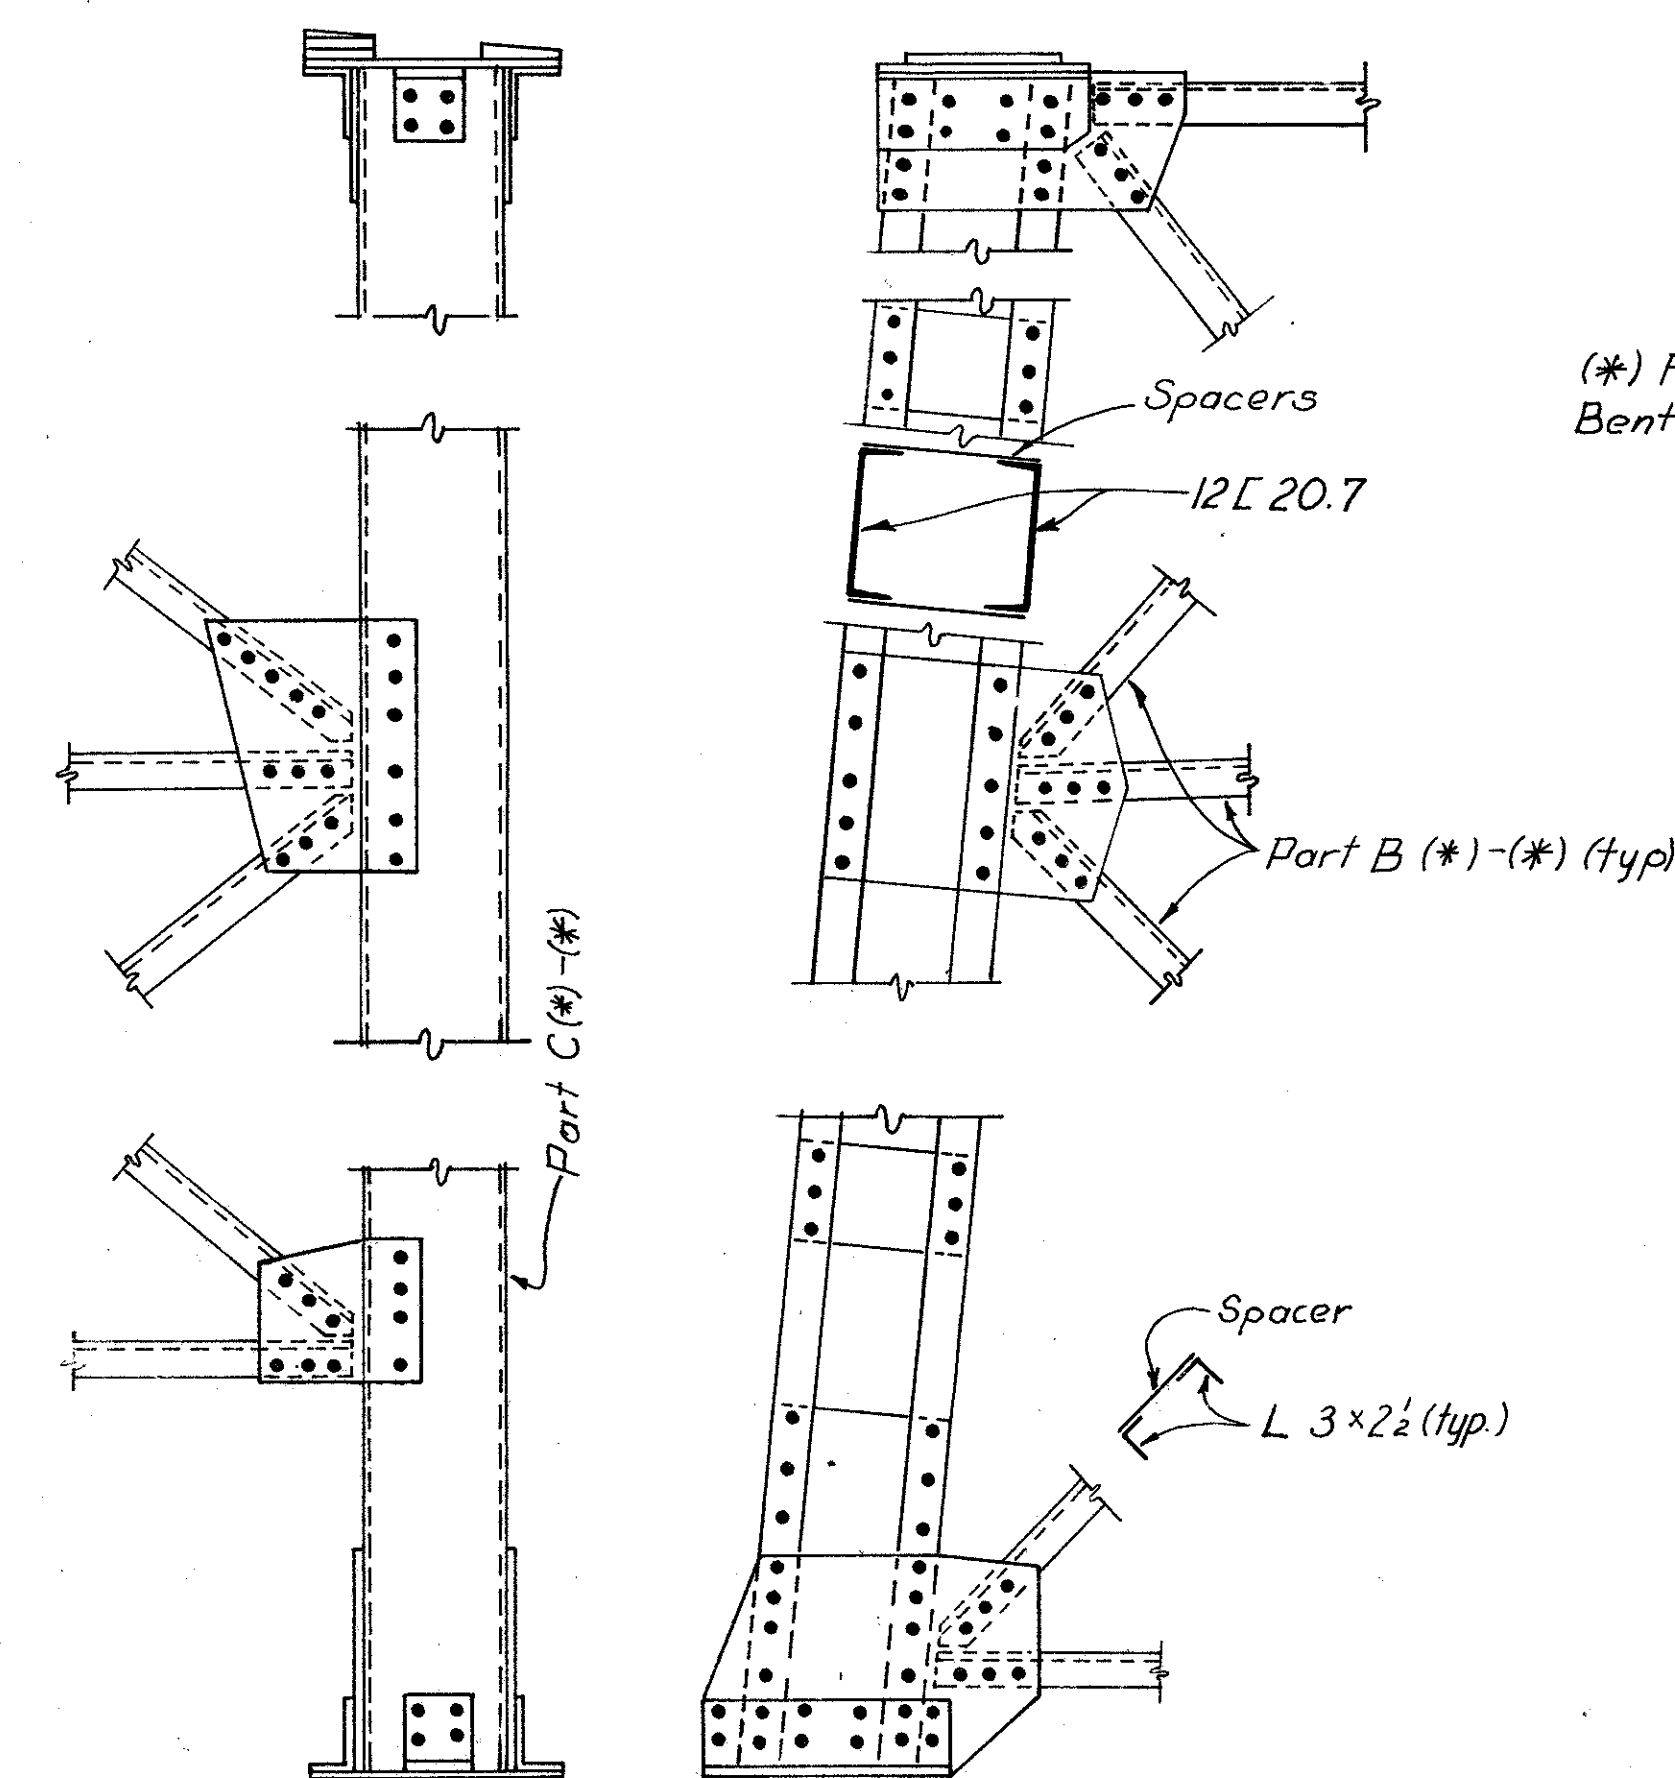 (*)
Bent
Spacers
12[ 20.7
Part B (*)-(*) (typ)
Part C(*)-(*)
Spacer
L 3×2½ (typ.)